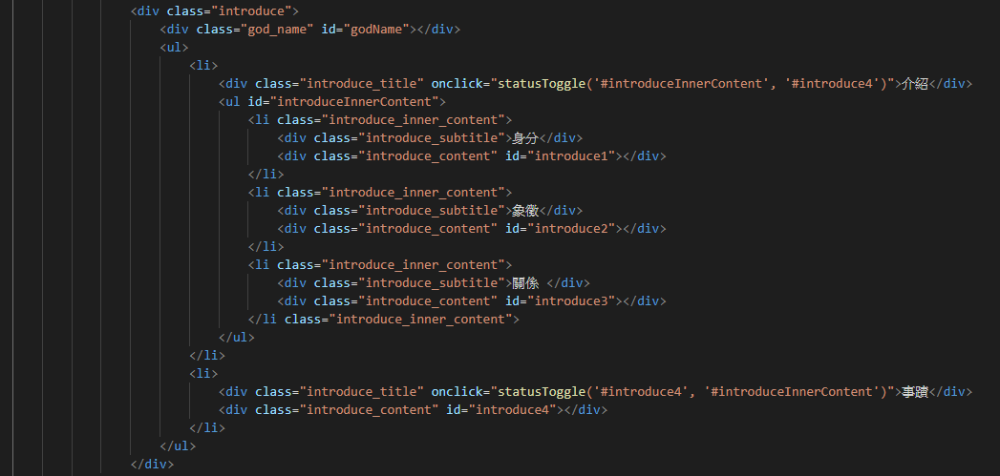 <div class="introduce">
<div class="god_name" id="godName"></div>
<ul>
<li>
<div class="introduce_title" onclick="statusToggle('#introduceInnerContent', '#introduce4')">介紹</div>
<ul id="introduceInnerContent">
<li class="introduce_inner_content">
<div class="introduce_subtitle">身分</div>
<div class="introduce_content" id="introduce1"></div>
</li>
<li class="introduce_inner_content">
<div class="introduce_subtitle">象徵</div>
<div class="introduce_content" id="introduce2"></div>
</li>
<li class="introduce_inner_content">
<div class="introduce_subtitle">關係 </div>
<div class="introduce_content" id="introduce3"></div>
</li class="introduce_inner_content">
</ul>
</li>
<li>
<div class="introduce_title" onclick="statusToggle('#introduce4', '#introduceInnerContent')">事蹟</div>
<div class="introduce_content" id="introduce4"></div>
</li>
</ul>
</div>